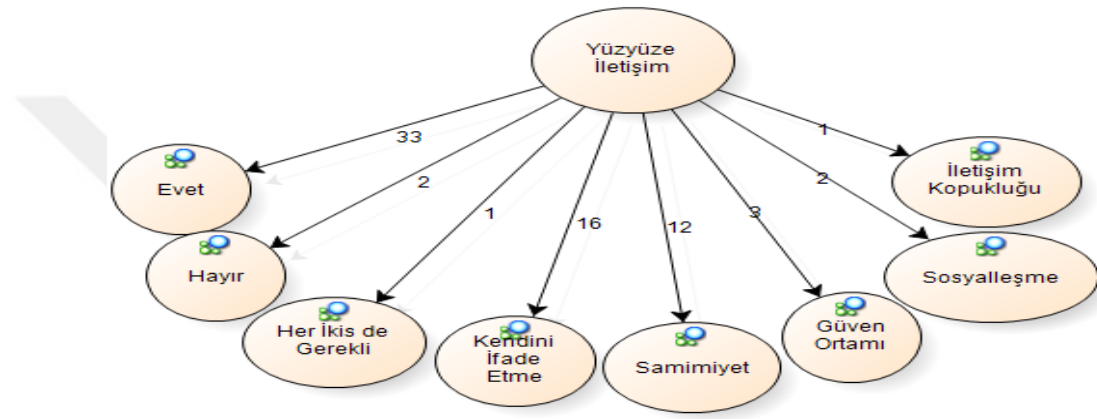 Yüzyüze
İletişim
33
2
1
16
12
3
2
1
Evet
Hayır
Her İkis de
Gerekli
Kendini
İfade
Etme
Samimiyet
Güven
Ortamı
Sosyalleşme
İletişim
Kopukluğu